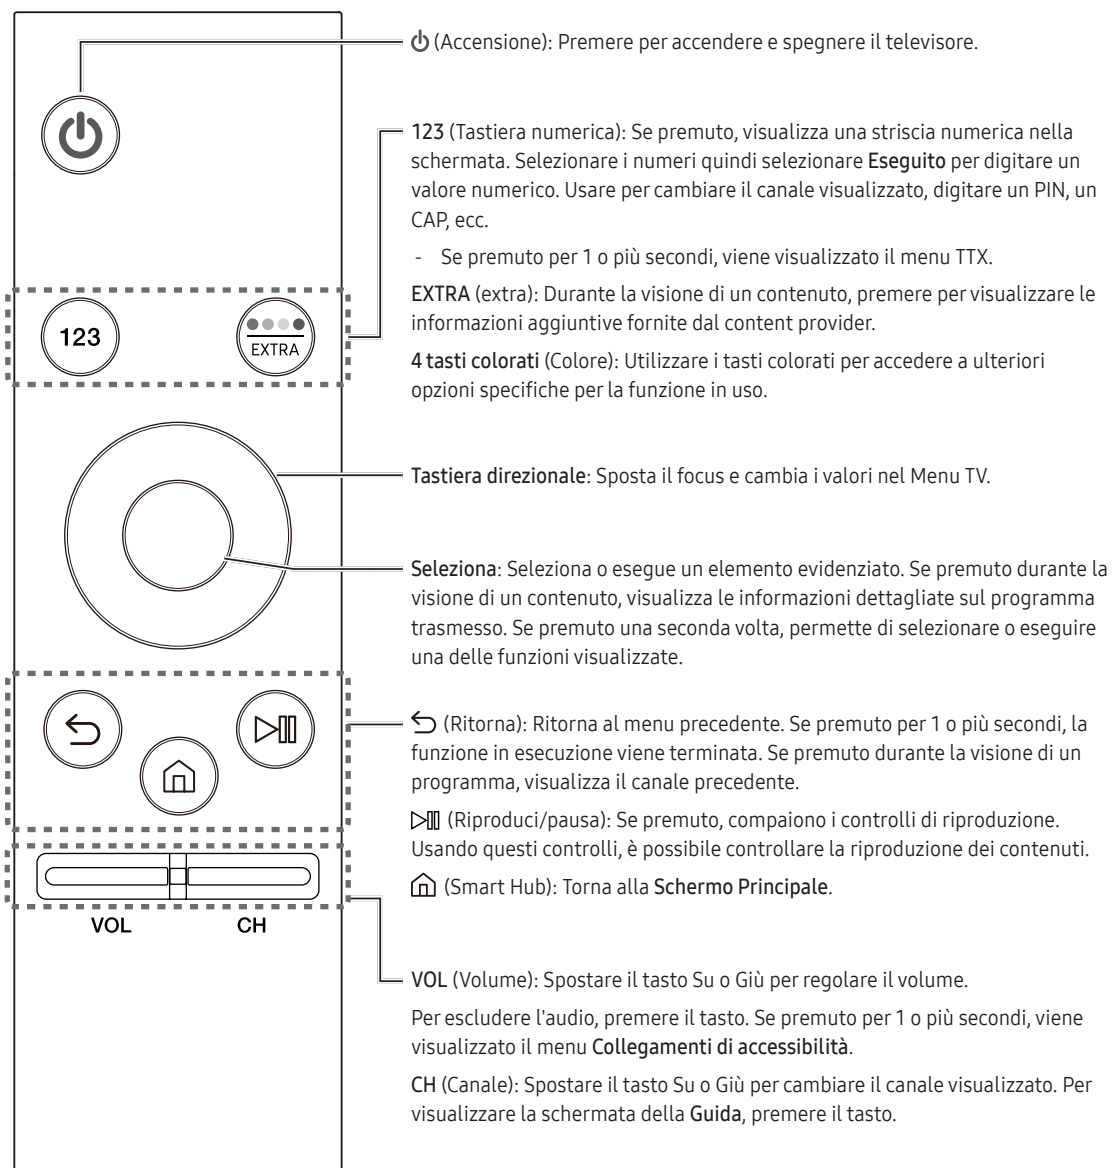 (Accensione): Premere per accendere e spegnere il televisore.
123 (Tastiera numerica): Se premuto, visualizza una striscia numerica nella
schermata. Selezionare i numeri quindi selezionare Eseguito per digitare un
valore numerico. Usare per cambiare il canale visualizzato, digitare un PIN, un
CAP, ecc.
- Se premuto per 1 o più secondi, viene visualizzato il menu TTX.
EXTRA (extra): Durante la visione di un contenuto, premere per visualizzare le
informazioni aggiuntive fornite dal content provider.
4 tasti colorati (Colore): Utilizzare i tasti colorati per accedere a ulteriori
opzioni specifiche per la funzione in uso.
123
EXTRA
Tastiera direzionale: Sposta il focus e cambia i valori nel Menu TV.
Seleziona: Seleziona o esegue un elemento evidenziato. Se premuto durante la
visione di un contenuto, visualizza le informazioni dettagliate sul programma
trasmesso. Se premuto una seconda volta, permette di selezionare o eseguire
una delle funzioni visualizzate.
(Ritorna): Ritorna al menu precedente. Se premuto per 1 o più secondi, la
funzione in esecuzione viene terminata. Se premuto durante la visione di un
programma, visualizza il canale precedente.
(Riproduci/pausa): Se premuto, compaiono i controlli di riproduzione.
Usando questi controlli, è possibile controllare la riproduzione dei contenuti.
(Smart Hub): Torna alla Schermo Principale.
VOL
CH
VOL (Volume): Spostare il tasto Su o Giù per regolare il volume.
Per escludere l'audio, premere il tasto. Se premuto per 1 o più secondi, viene
visualizzato il menu Collegamenti di accessibilità.
CH (Canale): Spostare il tasto Su o Giù per cambiare il canale visualizzato. Per
visualizzare la schermata della Guida, premere il tasto.